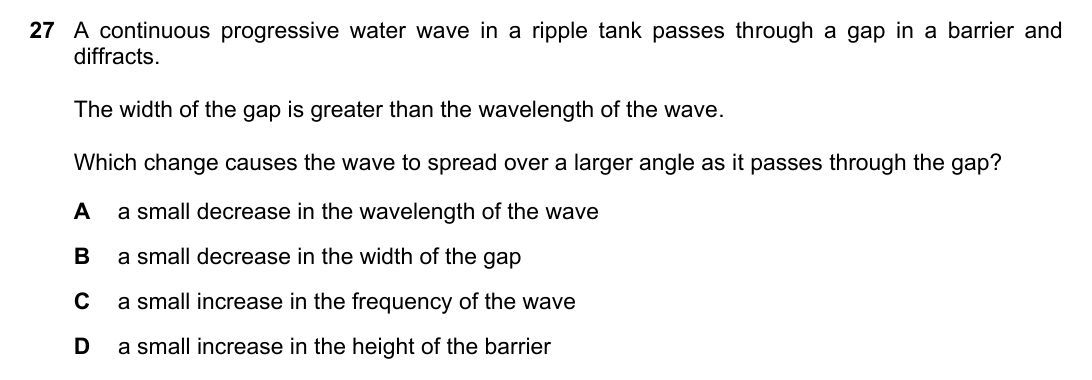 27 A continuous progressive water wave in a ripple tank passes through a gap in a barrier and
diffracts.
The width of the gap is greater than the wavelength of the wave.
Which change causes the wave to spread over a larger angle as it passes through the gap?
A a small decrease in the wavelength of the wave
B a small decrease in the width of the gap
C a small increase in the frequency of the wave
D a small increase in the height of the barrier